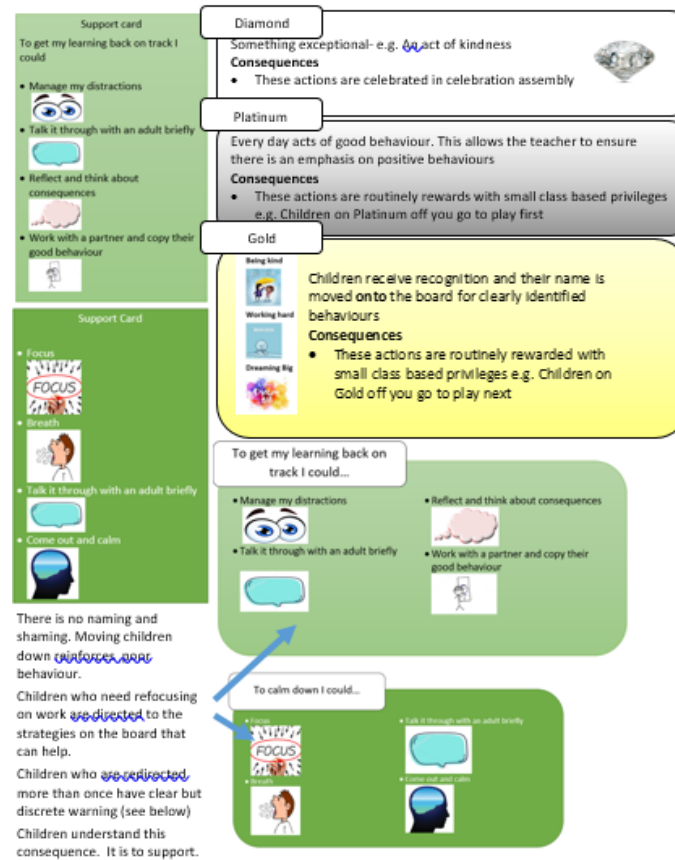 Support card
To get my learning back on track I
could
• Manage my distractions
• Talk it through with an adult briefly
• Reflect and think about
consequences
• Work with a partner and copy their
good behaviour
Support Card
• Focus
FOCUS
• Breath
• Talk it through with an adult briefly
• Come out and calm
There is no naming and
shaming. Moving children
down reinforces poor
behaviour.
Children who need refocusing
on work are directed to the
strategies on the board that
can help.
Children who are redirected
more than once have clear but
discrete warning (see below)
Children understand this
consequence. It is to support.
Diamond
Something exceptional- e.g. An act of kindness
Consequences
• These actions are celebrated in celebration assembly
Platinum
Every day acts of good behaviour. This allows the teacher to ensure
there is an emphasis on positive behaviours
Consequences
• These actions are routinely rewards with small class based privileges
e.g. Children on Platinum off you go to play first
Gold
Being kind
Working hard
Dreaming Big
Children receive recognition and their name is
moved onto the board for clearly identified
behaviours
Consequences
• These actions are routinely rewarded with
small class based privileges e.g. Children on
Gold off you go to play next
To get my learning back on
track I could...
• Manage my distractions
• Talk it through with an adult briefly
• Reflect and think about consequences
• Work with a partner and copy their
good behaviour
To calm down I could...
• Focus
FOCUS
• Breath
• Talk it through with an adult briefly
• Come out and calm